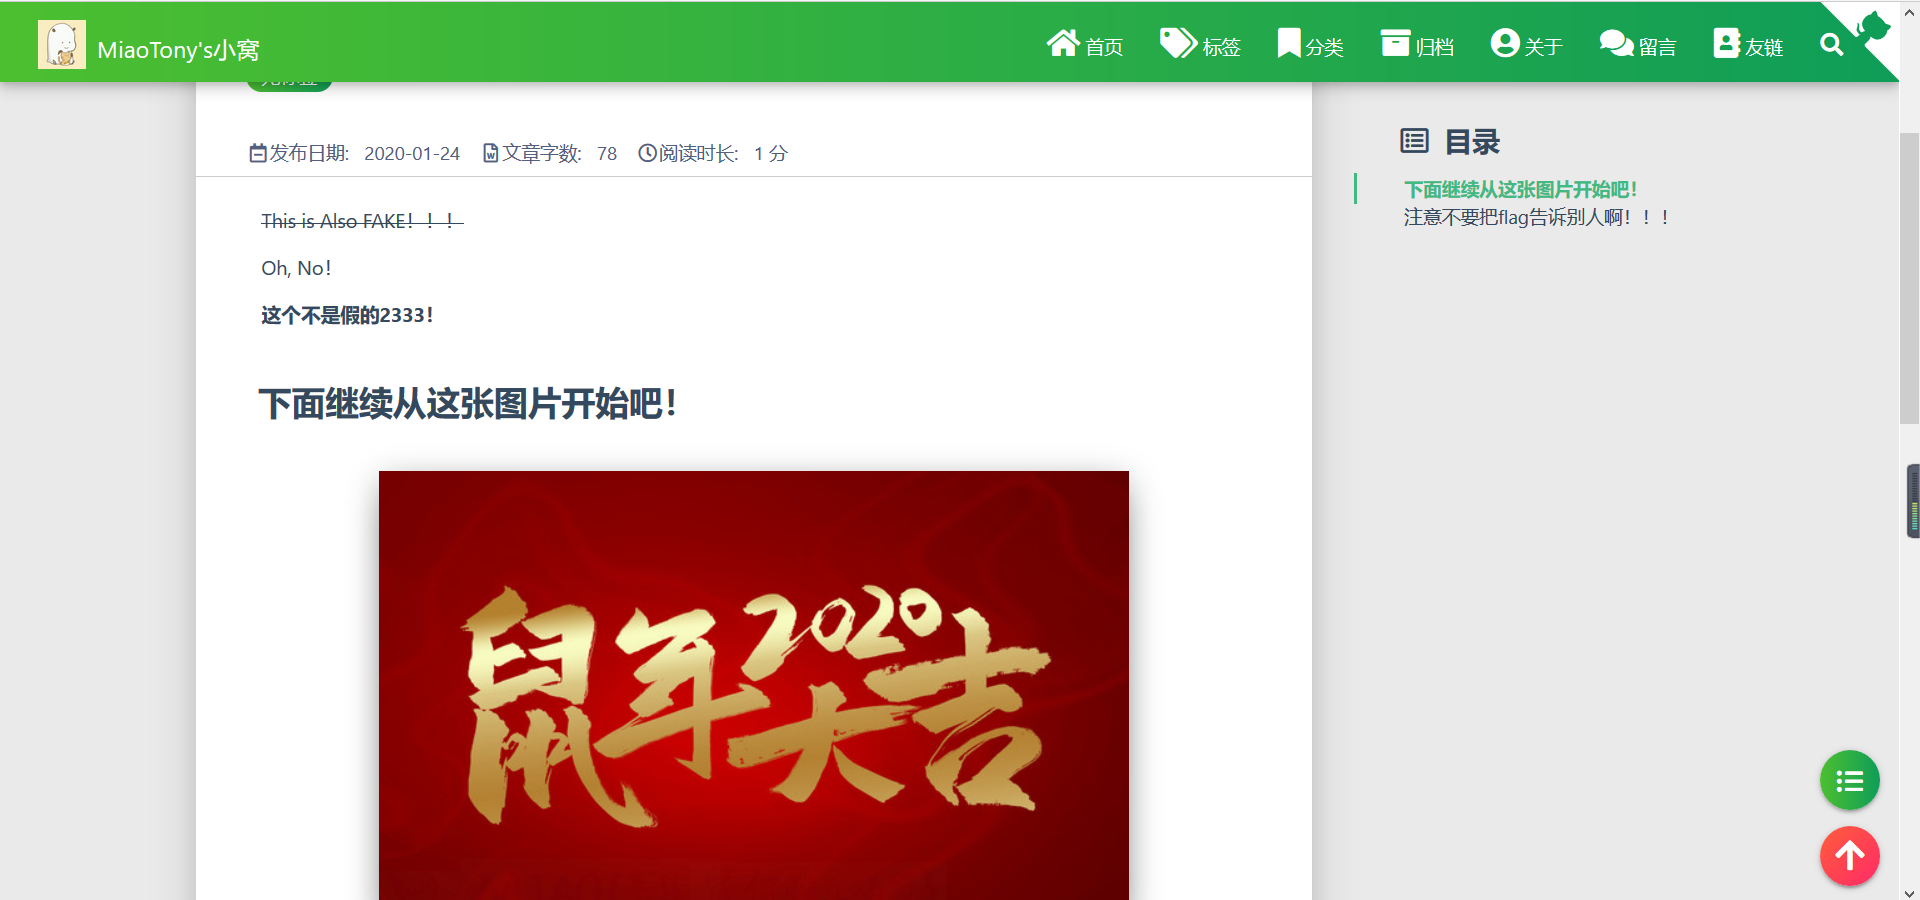 MiaoTony's小窝
首页 标签 分类 归档 关于 留言 友链
发布日期: 2020-01-24 文章字数: 78 阅读时长: 1 分
This is Also FAKE！！！
Oh, No！
这个不是假的2333！
下面继续从这张图片开始吧！
鼠年大吉
2020
目录
下面继续从这张图片开始吧！
注意不要把flag告诉别人啊！！！